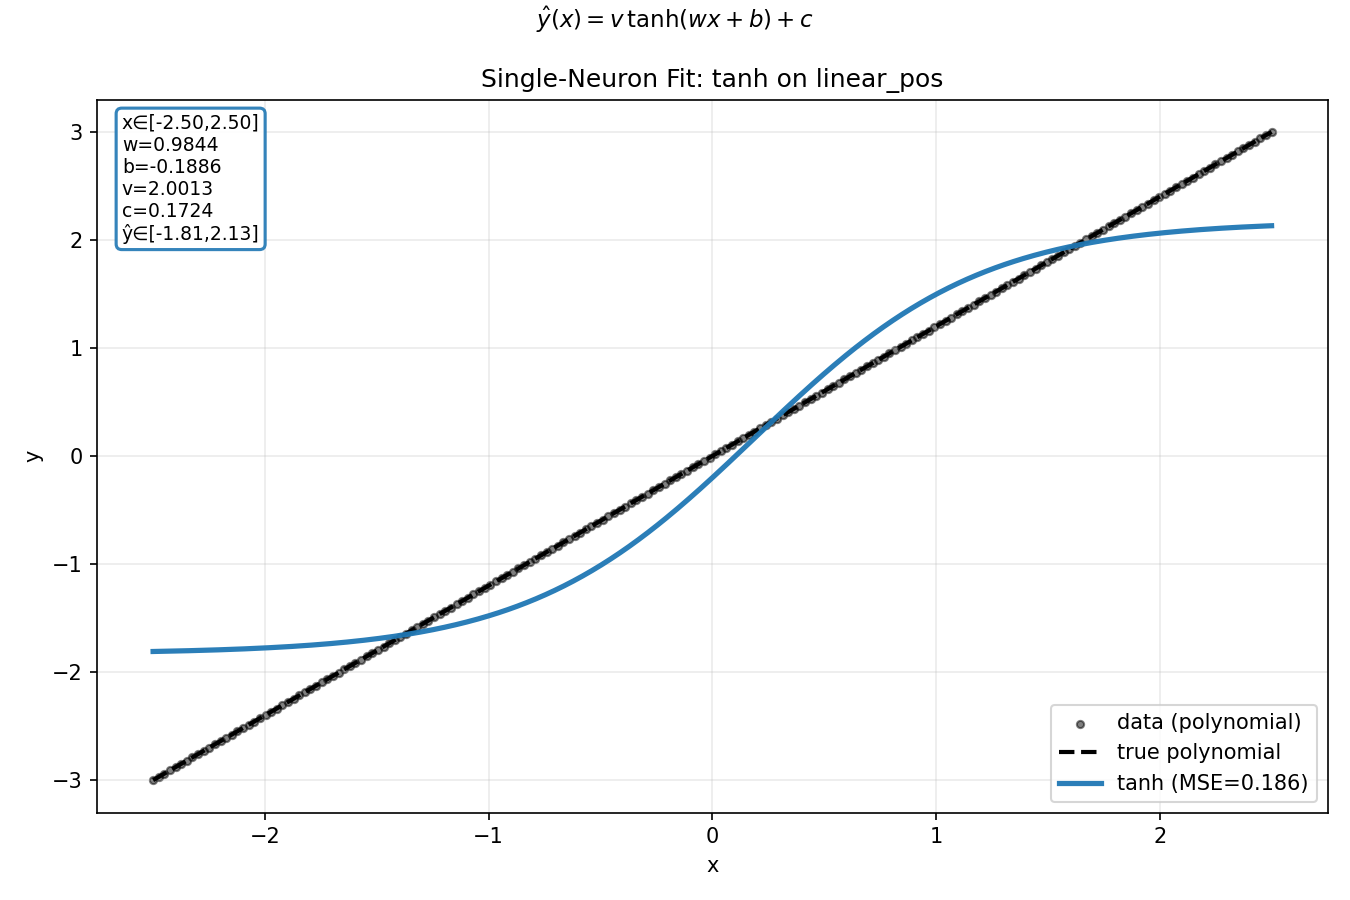 ŷ(x) = v tanh(wx + b) + c
Single-Neuron Fit: tanh on linear_pos
x∈[-2.50,2.50]
w=0.9844
b=-0.1886
v=2.0013
c=0.1724
ŷ∈[-1.81,2.13]
3
2
1
0
−1
−2
−3
y
data (polynomial)
true polynomial
tanh (MSE=0.186)
−2 −1 0 1 2
x